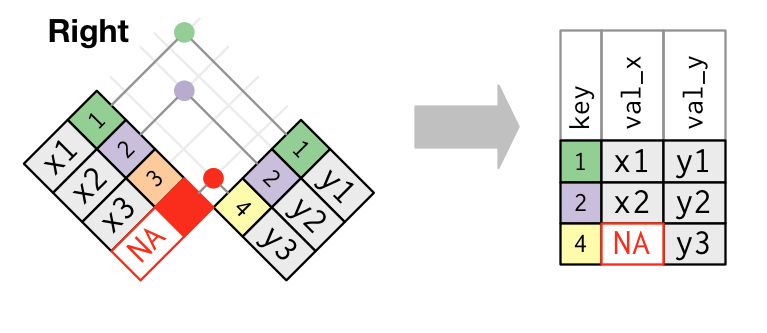 Right
1 x1
2 x2
3 x3
NA
1 y1
2 y2
4 y3
key val_x val_y
1 x1 y1
2 x2 y2
4 NA y3